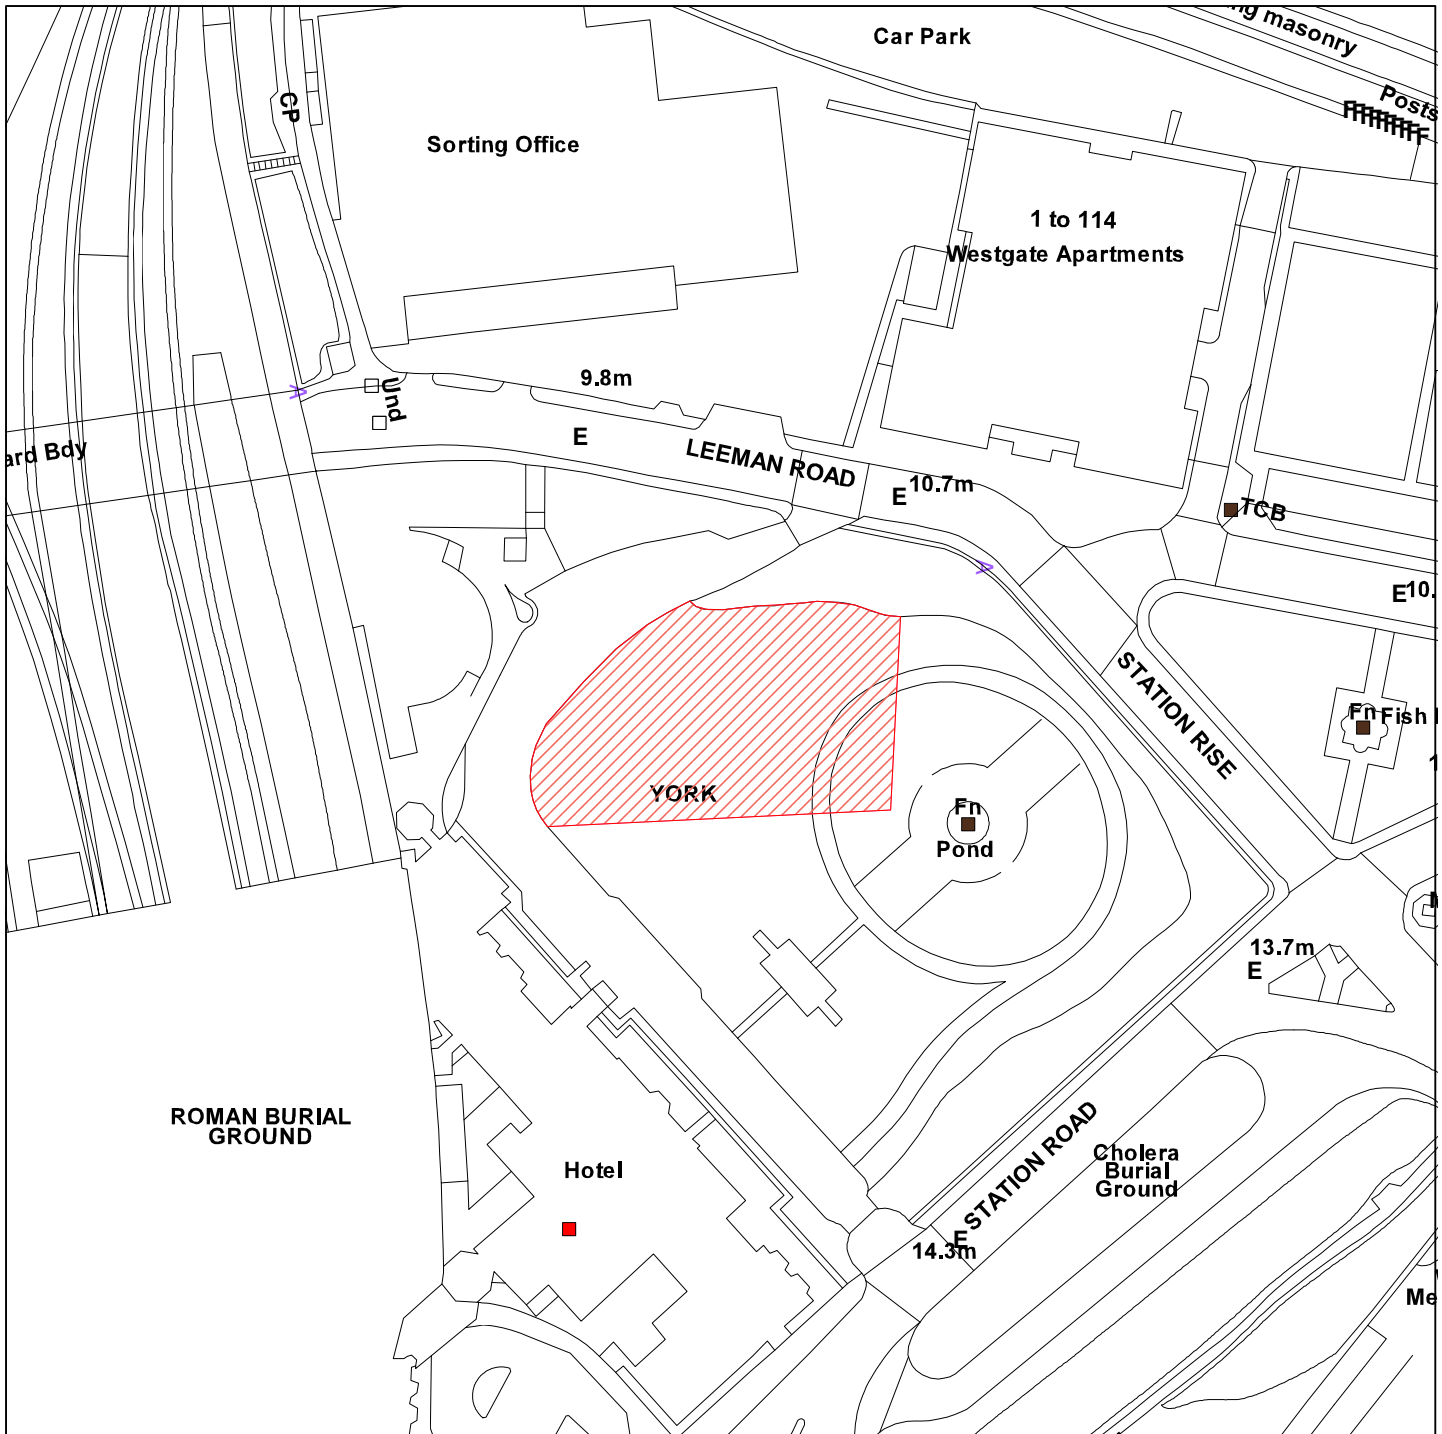 Car Park
masonry
Posts
FFFFFFFF
CP
Sorting Office
1 to 114
Westgate Apartments
9.8m
Und
E
LEEMAN ROAD
E 10.7m
TCB
ard Bdy
A
A
E 10.
STATION RISE
Fn Fish
YORK
Fn
Pond
13.7m
E
ROMAN BURIAL
GROUND
Hotel
STATION ROAD
Cholera
Burial
Ground
E
14.3m
Me